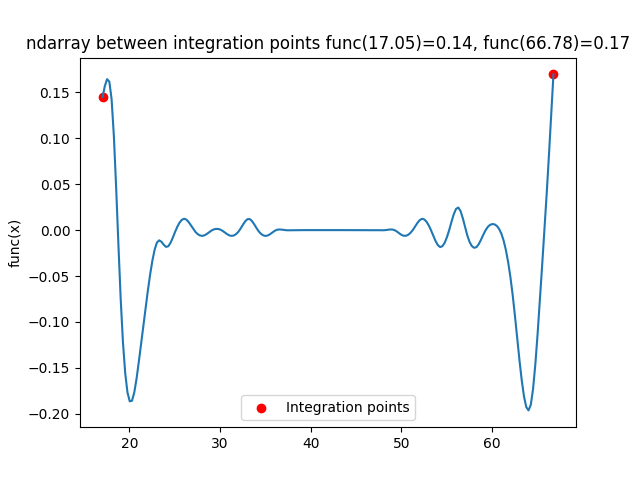 ndarray between integration points func(17.05)=0.14, func(66.78)=0.17
func(x)
0.15
0.10
0.05
0.00
−0.05
−0.10
−0.15
−0.20
Integration points
20 30 40 50 60